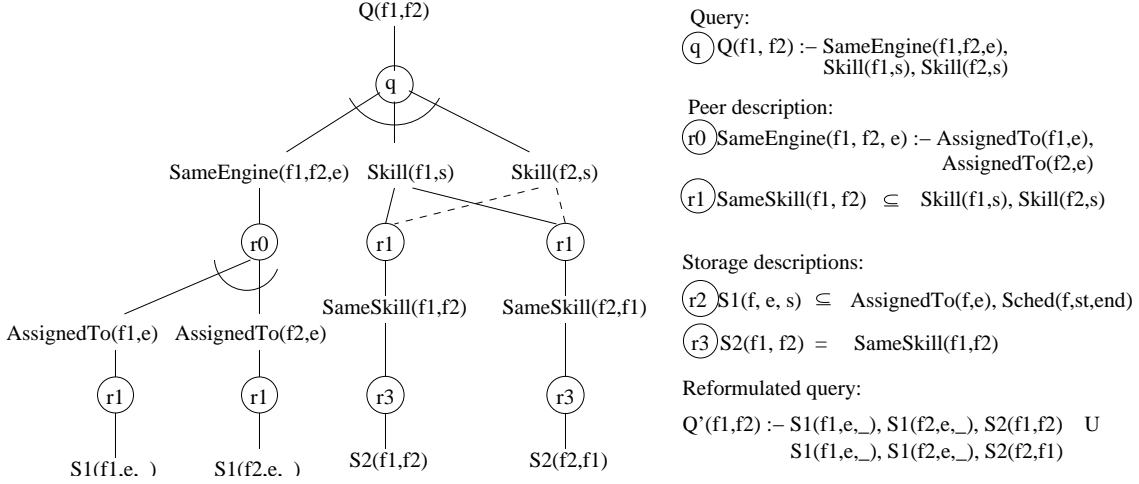 Q(f1,f2)
q
SameEngine(f1,f2,e) Skill(f1,s) Skill(f2,s)
r0 r1 r1
SameSkill(f1,f2) SameSkill(f2,f1)
AssignedTo(f1,e) AssignedTo(f2,e)
r1 r1 r3 r3
S1(f1,e,_) S1(f2,e,_) S2(f1,f2) S2(f2,f1)
Query:
q Q(f1, f2) :– SameEngine(f1,f2,e),
Skill(f1,s), Skill(f2,s)
Peer description:
r0 SameEngine(f1, f2, e) :– AssignedTo(f1,e),
AssignedTo(f2,e)
r1 SameSkill(f1, f2) ⊆ Skill(f1,s), Skill(f2,s)
Storage descriptions:
r2 S1(f, e, s) ⊆ AssignedTo(f,e), Sched(f,st,end)
r3 S2(f1, f2) = SameSkill(f1,f2)
Reformulated query:
Q’(f1,f2) :– S1(f1,e,_), S1(f2,e,_), S2(f1,f2) U
S1(f1,e,_), S1(f2,e,_), S2(f2,f1)